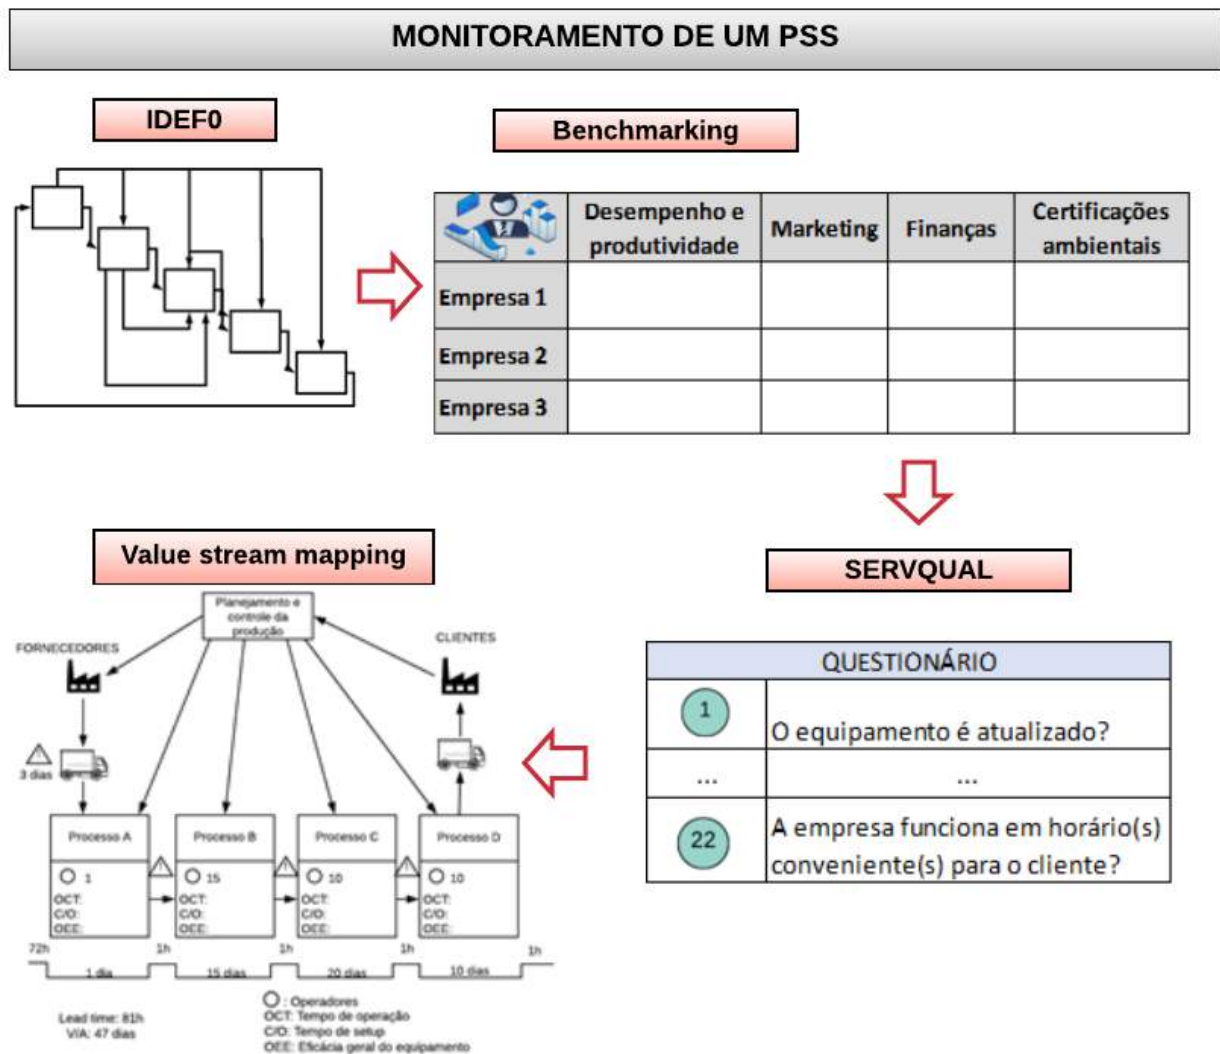 MONITORAMENTO DE UM PSS
IDEF0
Benchmarking
Desempenho e
produtividade
Marketing
Finanças
Certificações
ambientais
Empresa 1
Empresa 2
Empresa 3
Value stream mapping
SERVQUAL
Planejamento e
controle da
produção
FORNECEDORES
CLIENTES
3 dias
Processo A
Processo B
Processo C
Processo D
1
15
10
10
OCT:
C/O:
OEE:
OCT:
C/O:
OEE:
OCT:
C/O:
OEE:
OCT:
C/O:
OEE:
72h
1h
1h
1h
1h
1 dia
15 dias
20 dias
10 dias
Lead time: 81h
V/A: 47 dias
: Operadores
OCT: Tempo de operação
C/O: Tempo de setup
OEE: Eficácia geral do equipamento
QUESTIONÁRIO
1
O equipamento é atualizado?
...
...
22
A empresa funciona em horário(s)
conveniente(s) para o cliente?